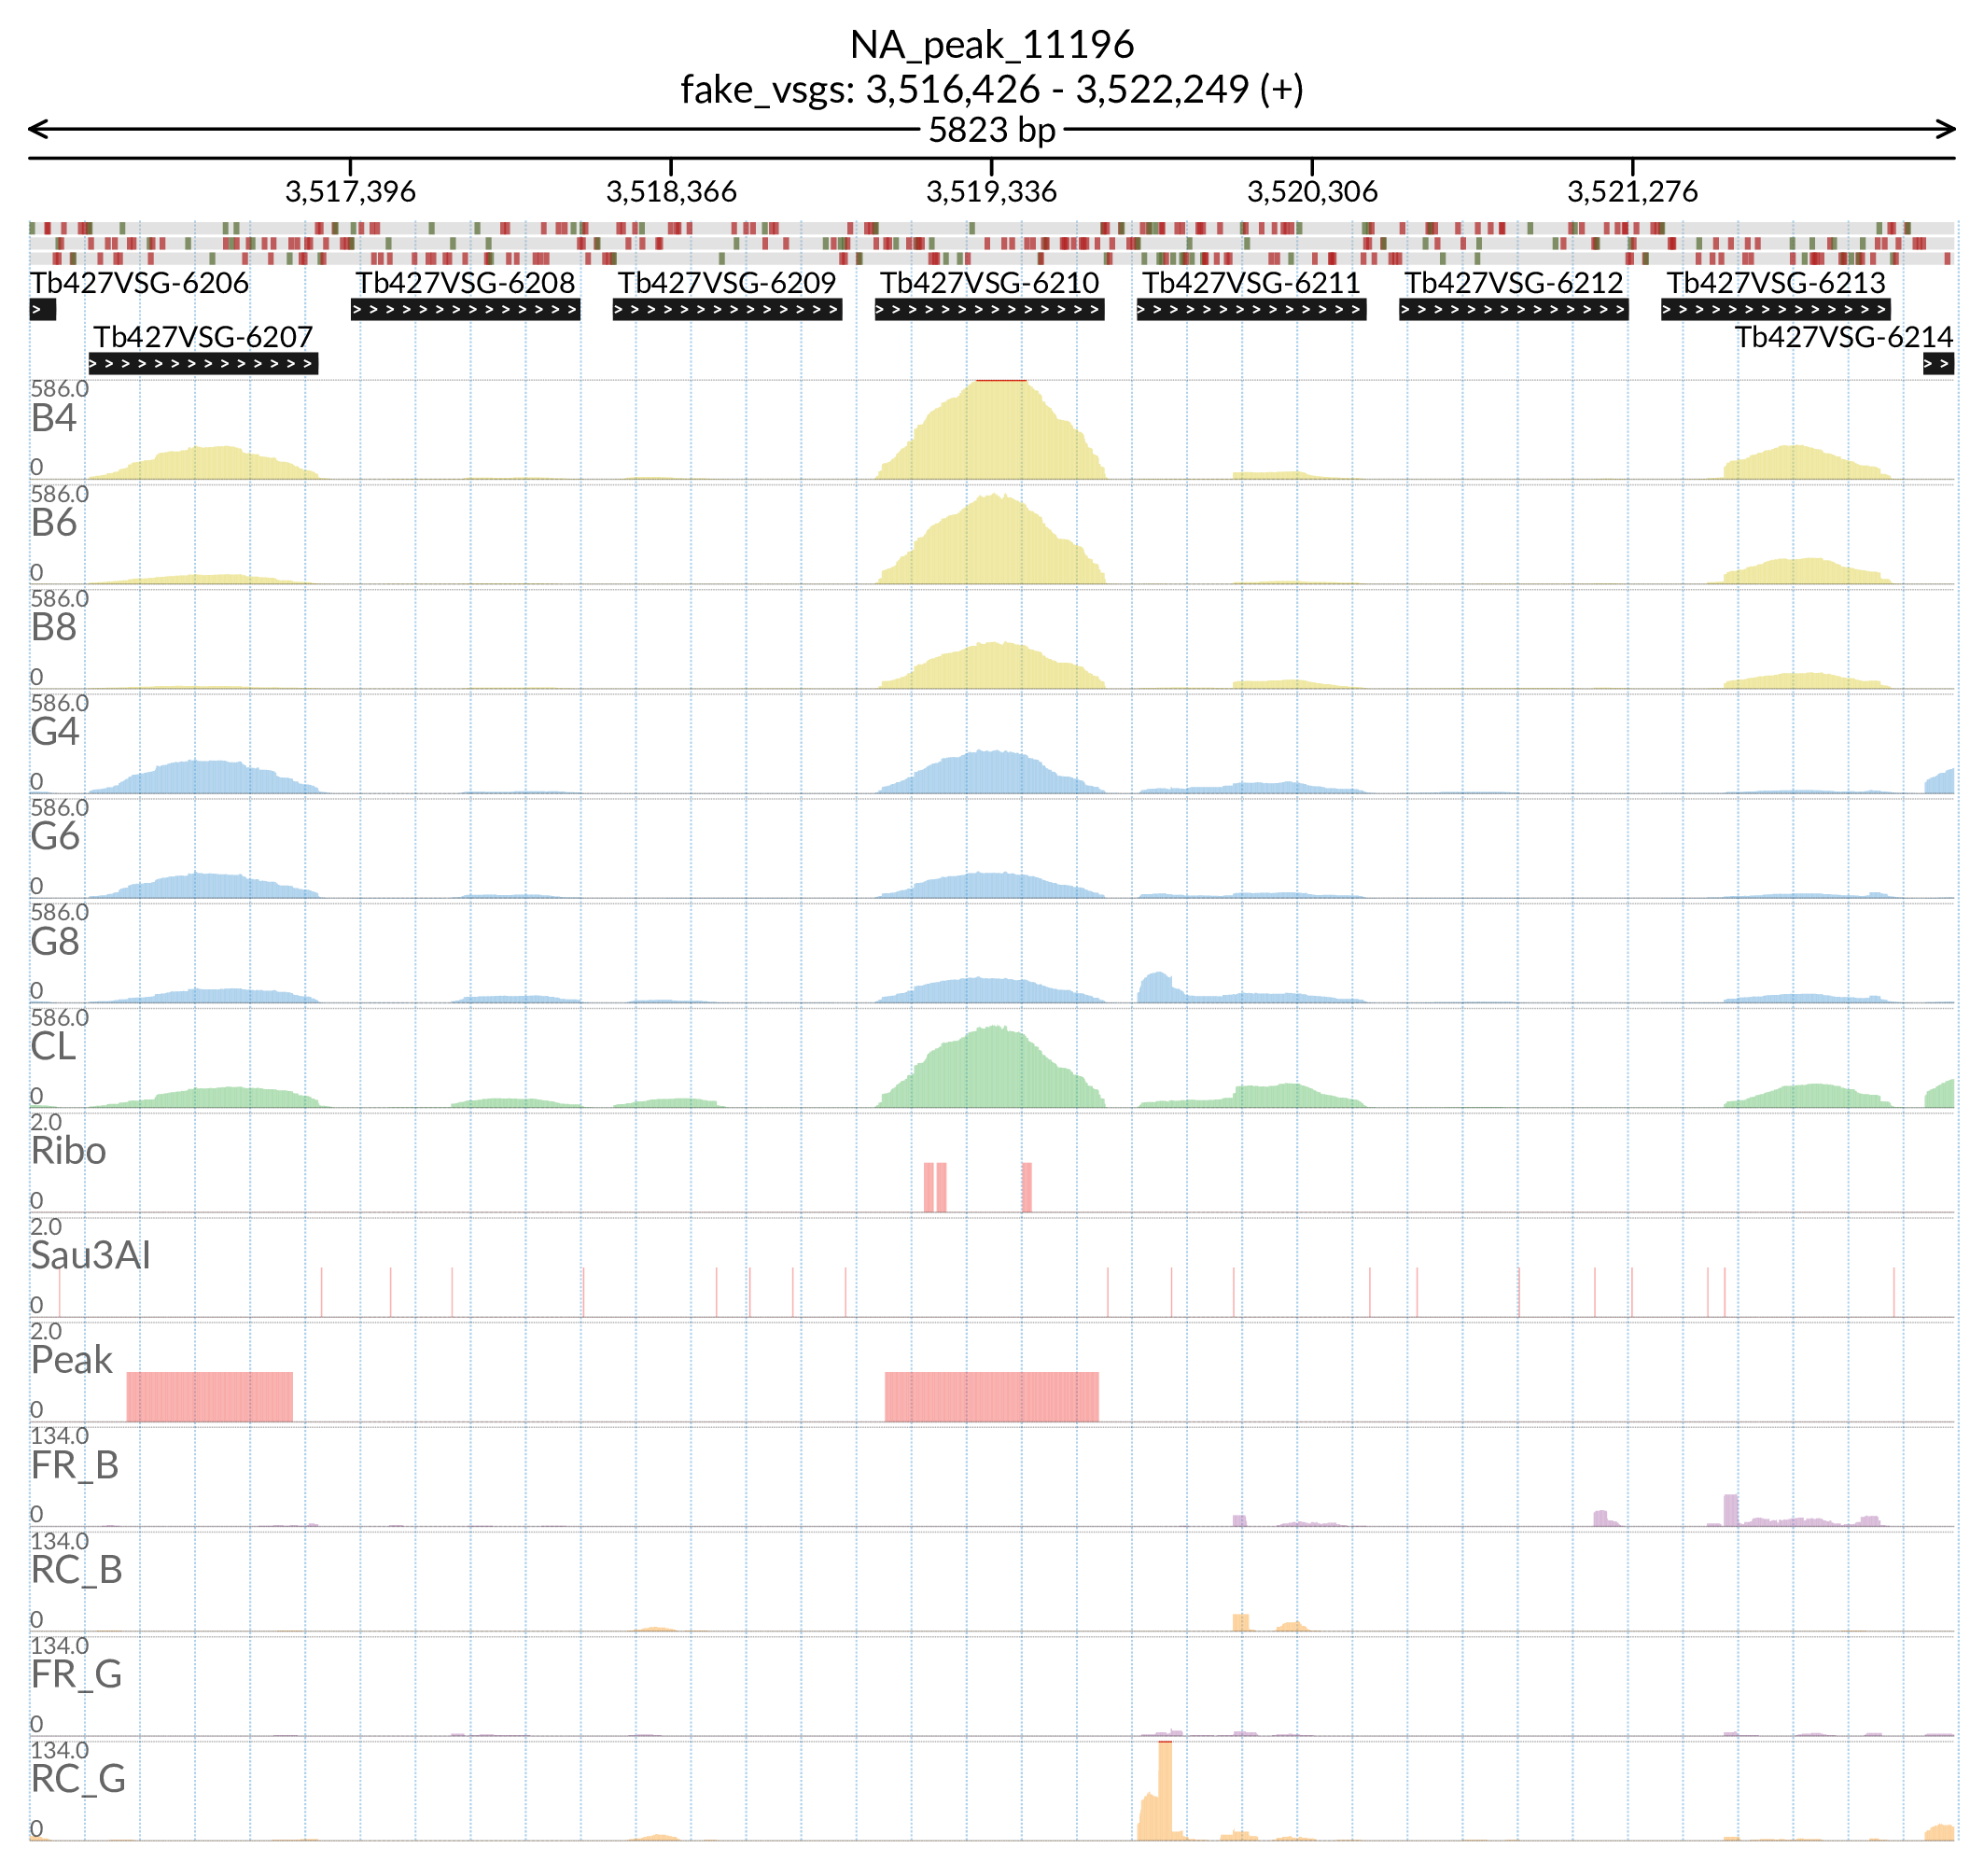 NA_peak_11196
fake_vsgs: 3,516,426 - 3,522,249 (+)
5823 bp
3,517,396 3,518,366 3,519,336 3,520,306 3,521,276
Tb427VSG-6206 Tb427VSG-6208 Tb427VSG-6209 Tb427VSG-6210 Tb427VSG-6211 Tb427VSG-6212 Tb427VSG-6213
Tb427VSG-6207 Tb427VSG-6214
586.0
B4
0
586.0
B6
0
586.0
B8
0
586.0
G4
0
586.0
G6
0
586.0
G8
0
586.0
CL
0
2.0
Ribo
0
2.0
Sau3AI
0
2.0
Peak
0
134.0
FR_B
0
134.0
RC_B
0
134.0
FR_G
0
134.0
RC_G
0